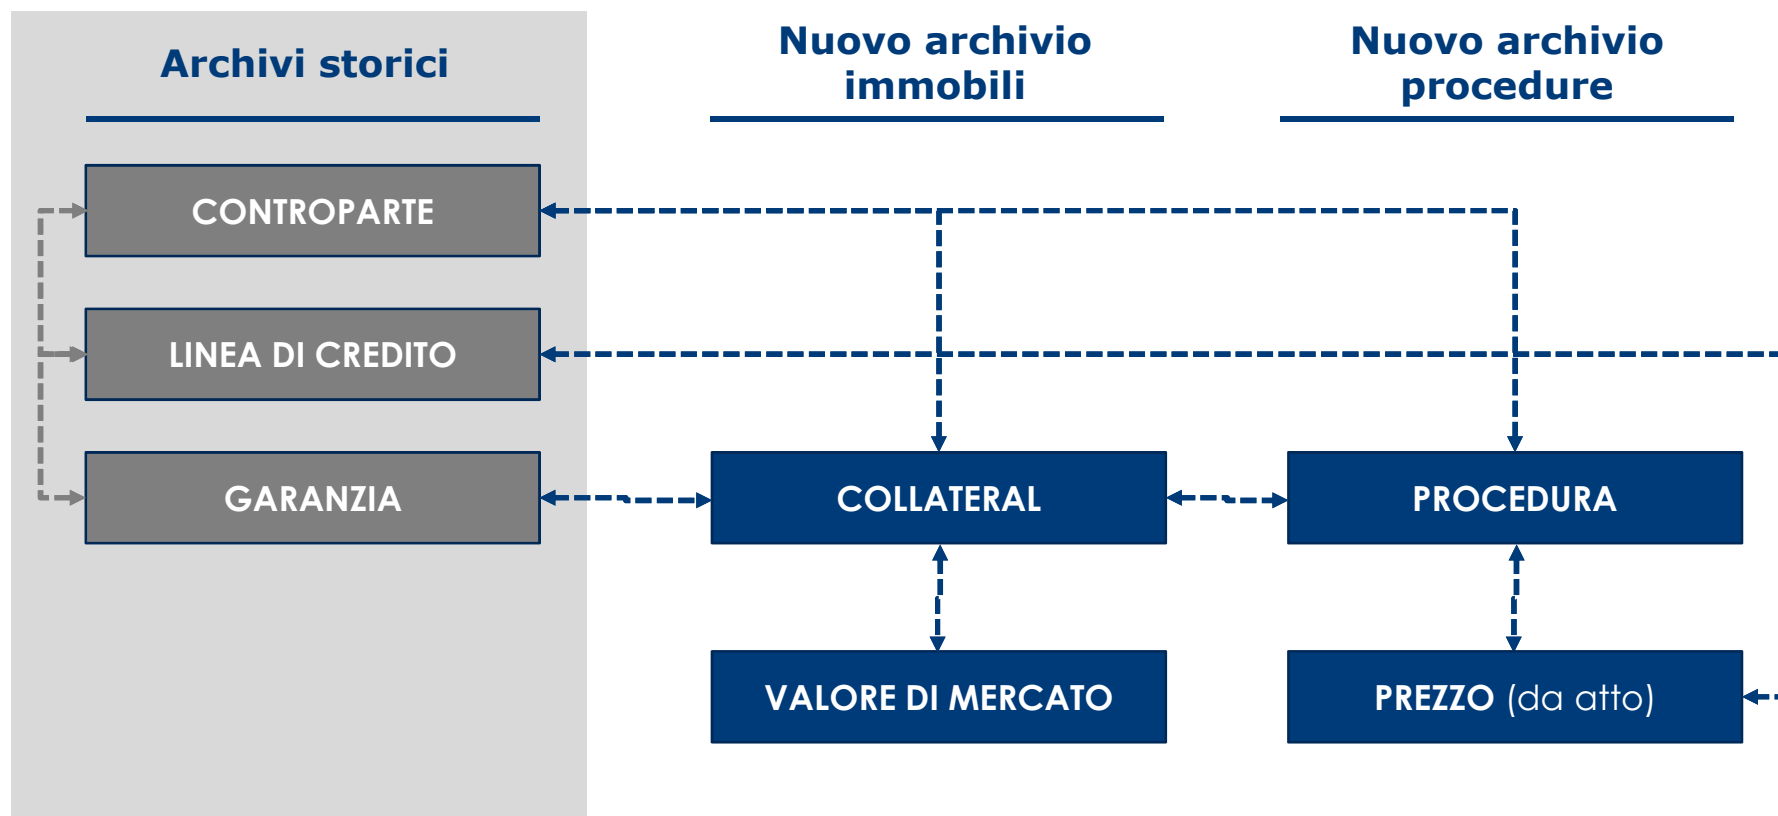 Archivi storici
Nuovo archivio
immobili
Nuovo archivio
procedure
CONTROPARTE
LINEA DI CREDITO
GARANZIA
COLLATERAL
PROCEDURA
VALORE DI MERCATO
PREZZO (da atto)